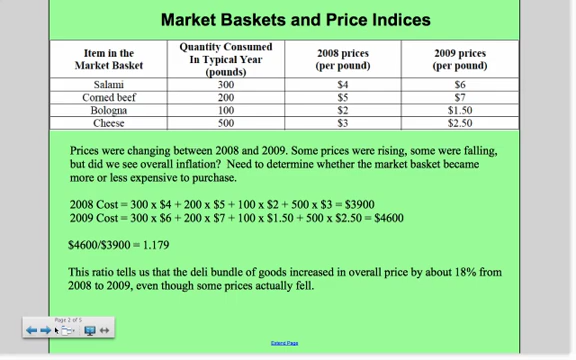 Market Baskets and Price Indices
Item in the Market Basket | Quantity Consumed In Typical Year (pounds) | 2008 prices (per pound) | 2009 prices (per pound)
Salami | 300 | $4 | $6
Corned beef | 200 | $5 | $7
Bologna | 100 | $2 | $1.50
Cheese | 500 | $3 | $2.50
Prices were changing between 2008 and 2009. Some prices were rising, some were falling,
but did we see overall inflation? Need to determine whether the market basket became
more or less expensive to purchase.
2008 Cost = 300 x $4 + 200 x $5 + 100 x $2 + 500 x $3 = $3900
2009 Cost = 300 x $6 + 200 x $7 + 100 x $1.50 + 500 x $2.50 = $4600
$4600/$3900 = 1.179
This ratio tells us that the deli bundle of goods increased in overall price by about 18% from
2008 to 2009, even though some prices actually fell.
Page 2 of 5
Extend Page